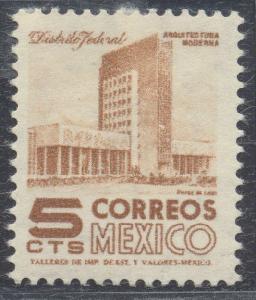 Distrito Federal
ARQUITECTURA
MODERNA
5 CTS
CORREOS
MEXICO
TALLERES DE IMP. DE EST. Y VALORES-MEXICO.